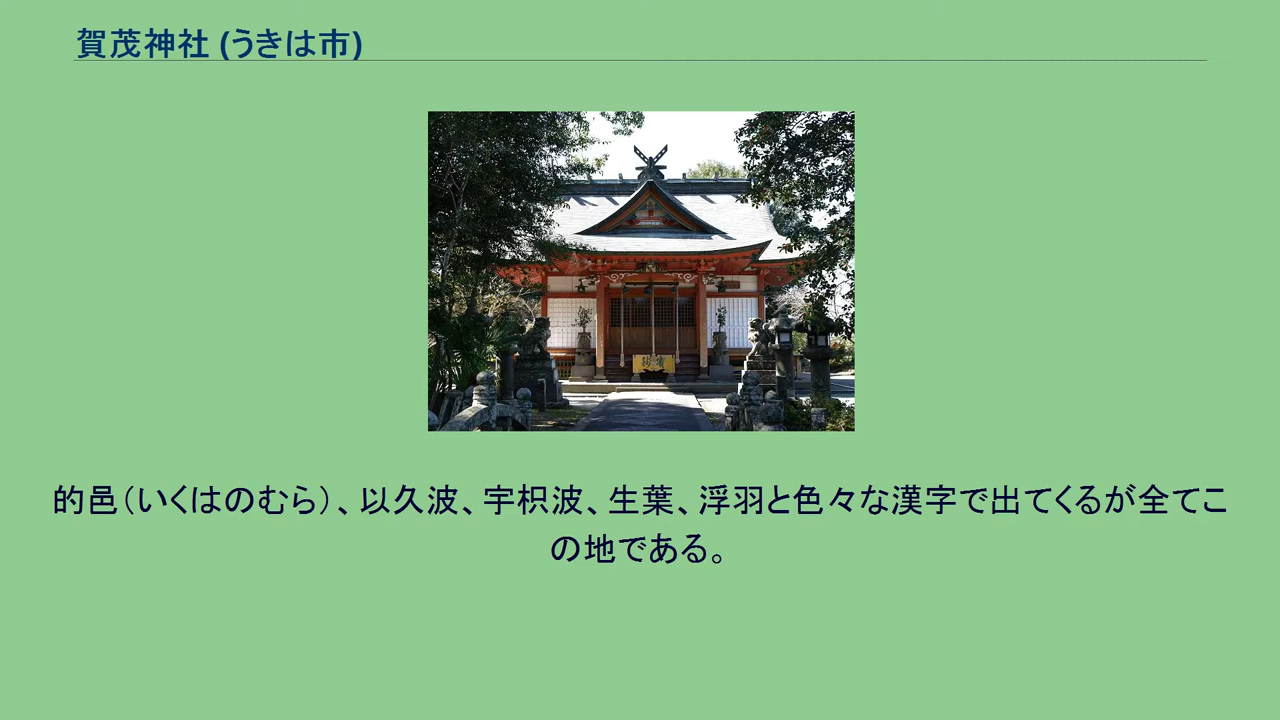 賀茂神社 (うきは市)
的邑（いくはのむら）、以久波、宇枳波、生葉、浮羽と色々な漢字で出てくるが全てこ
の地である。